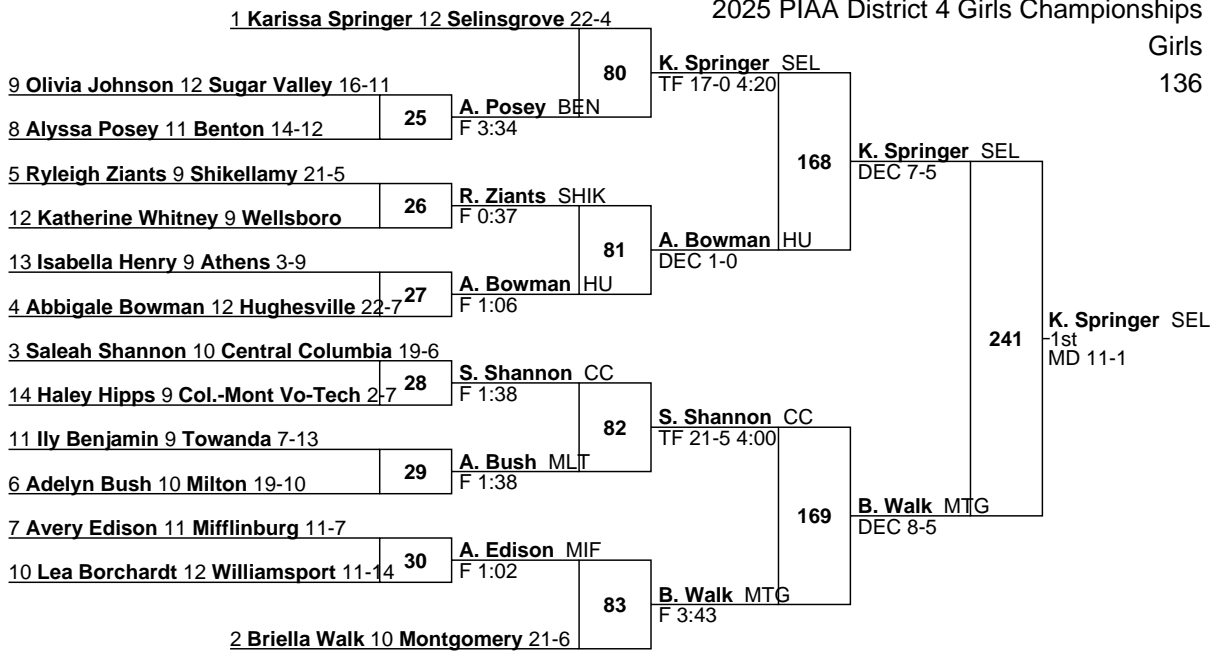 2025 PIAA District 4 Girls Championships
Girls
136
1 Karissa Springer 12 Selinsgrove 22-4
9 Olivia Johnson 12 Sugar Valley 16-11
8 Alyssa Posey 11 Benton 14-12
5 Ryleigh Ziants 9 Shikellamy 21-5
12 Katherine Whitney 9 Wellsboro
13 Isabella Henry 9 Athens 3-9
4 Abbigale Bowman 12 Hughesville 22-7
3 Saleah Shannon 10 Central Columbia 19-6
14 Haley Hipps 9 Col.-Mont Vo-Tech 2-7
11 Ily Benjamin 9 Towanda 7-13
6 Adelyn Bush 10 Milton 19-10
7 Avery Edison 11 Mifflinburg 11-7
10 Lea Borchardt 12 Williamsport 11-14
2 Briella Walk 10 Montgomery 21-6
25
26
27
28
29
30
A. Posey BEN
F 3:34
R. Ziants SHIK
F 0:37
A. Bowman HU
F 1:06
S. Shannon CC
F 1:38
A. Bush MLT
F 1:38
A. Edison MIF
F 1:02
80
81
82
83
K. Springer SEL
TF 17-0 4:20
A. Bowman HU
DEC 1-0
S. Shannon CC
TF 21-5 4:00
B. Walk MTG
F 3:43
168
169
K. Springer SEL
DEC 7-5
B. Walk MTG
DEC 8-5
241
K. Springer SEL
1st
MD 11-1